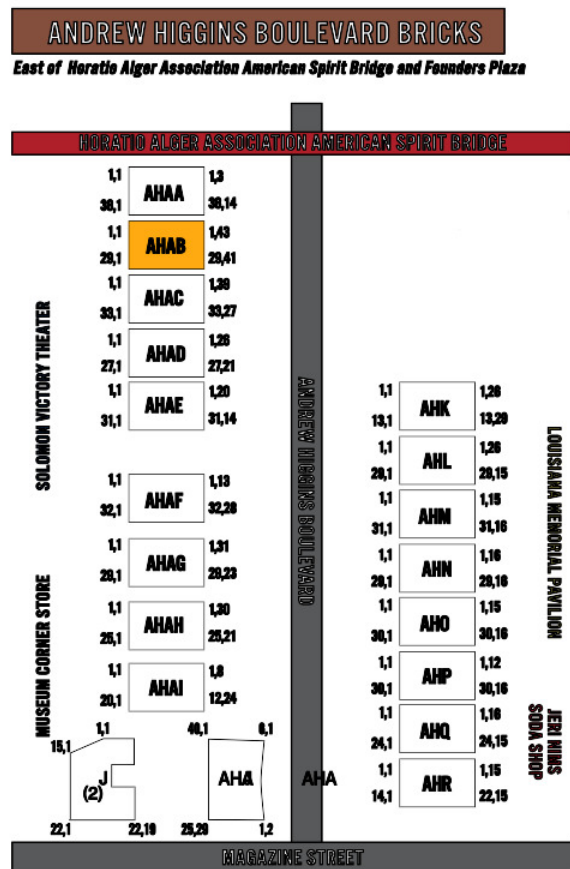 ANDREW HIGGINS BOULEVARD BRICKS
East of Horatio Alger Association American Spirit Bridge and Founders Plaza
HORATIO ALGER ASSOCIATION AMERICAN SPIRIT BRIDGE
1,1 1,3
AHAA
38,1 38,14
1,1 1,43
AHAB
29,1 29,41
1,1 1,39
AHAC
33,1 33,27
1,1 1,26
AHAD
27,1 27,21
1,1 1,20
AHAE
31,1 31,14
1,1 1,13
AHAF
32,1 32,28
1,1 1,31
AHAG
29,1 29,23
1,1 1,30
AHAH
25,1 25,21
1,1 1,8
AHAI
20,1 12,24
SOLOMON VICTORY THEATER
MUSEUM CORNER STORE
1,1
15,1
J
(2)
22,1 22,19
40,1 6,1
25,29 1,2
AHA
ANDREW HIGGINS BOULEVARD
1,1 1,26
AHK
13,1 13,29
1,1 1,26
AHL
29,1 29,15
1,1 1,15
AHM
31,1 31,16
1,1 1,16
AHN
29,1 29,16
1,1 1,15
AHO
30,1 30,16
1,1 1,12
AHP
30,1 30,16
1,1 1,16
AHQ
24,1 24,15
1,1 1,15
AHR
14,1 22,15
LOUISIANA MEMORIAL PAVILION
JERI NIMS
SODA SHOP
MAGAZINE STREET